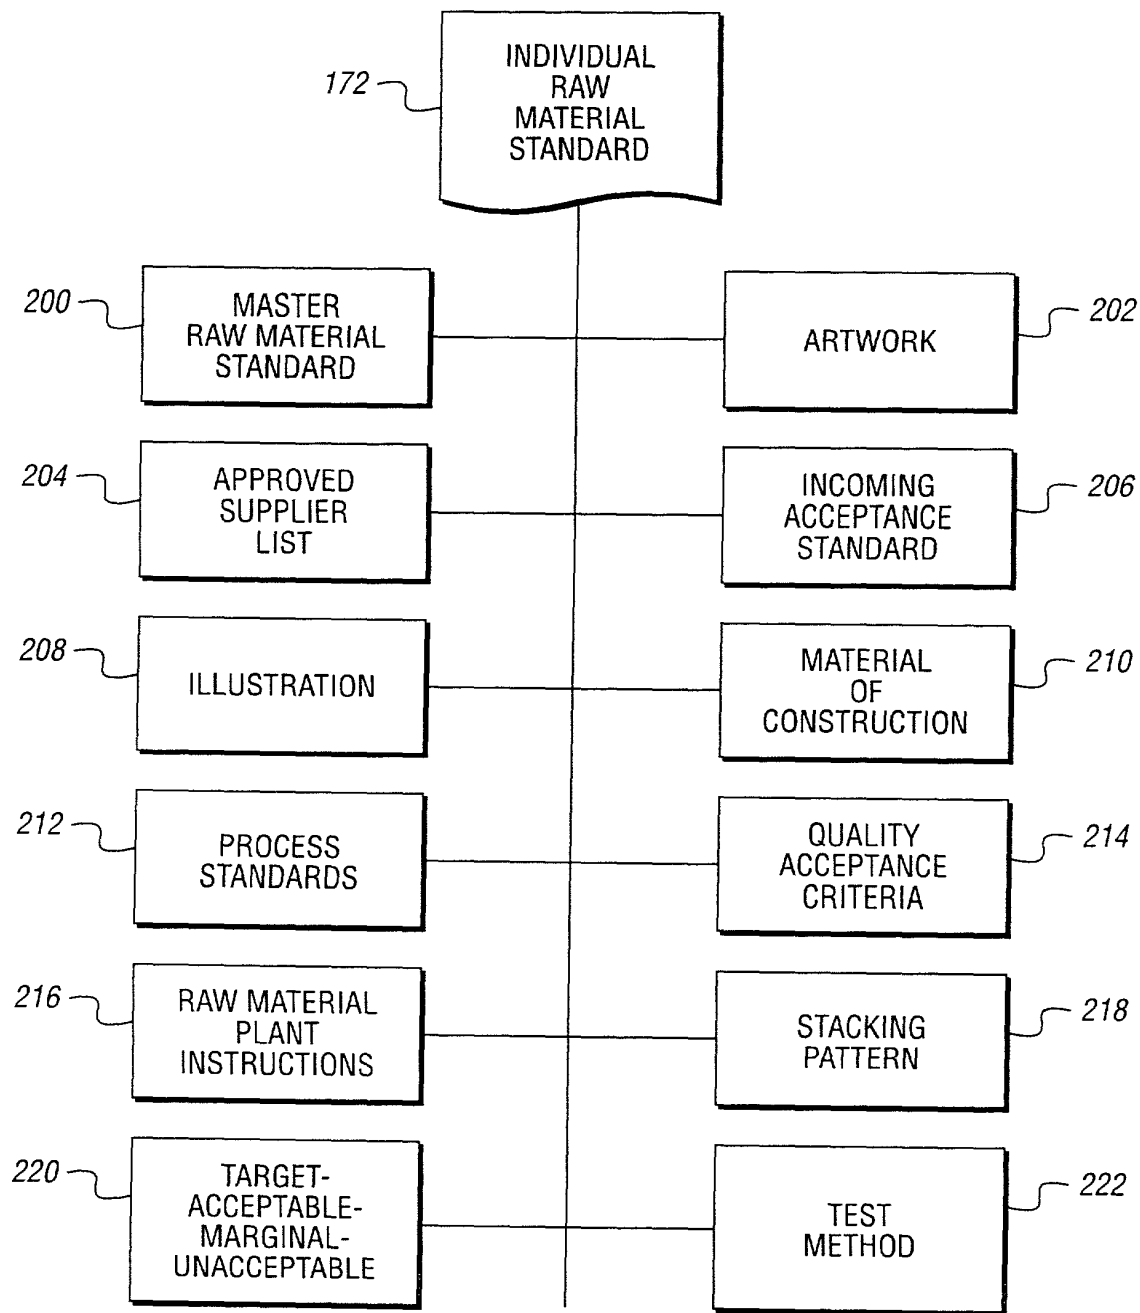 172
INDIVIDUAL
RAW
MATERIAL
STANDARD
200
MASTER
RAW MATERIAL
STANDARD
ARTWORK
202
204
APPROVED
SUPPLIER
LIST
INCOMING
ACCEPTANCE
STANDARD
206
208
ILLUSTRATION
MATERIAL
OF
CONSTRUCTION
210
212
PROCESS
STANDARDS
QUALITY
ACCEPTANCE
CRITERIA
214
216
RAW MATERIAL
PLANT
INSTRUCTIONS
STACKING
PATTERN
218
220
TARGET-
ACCEPTABLE-
MARGINAL-
UNACCEPTABLE
TEST
METHOD
222